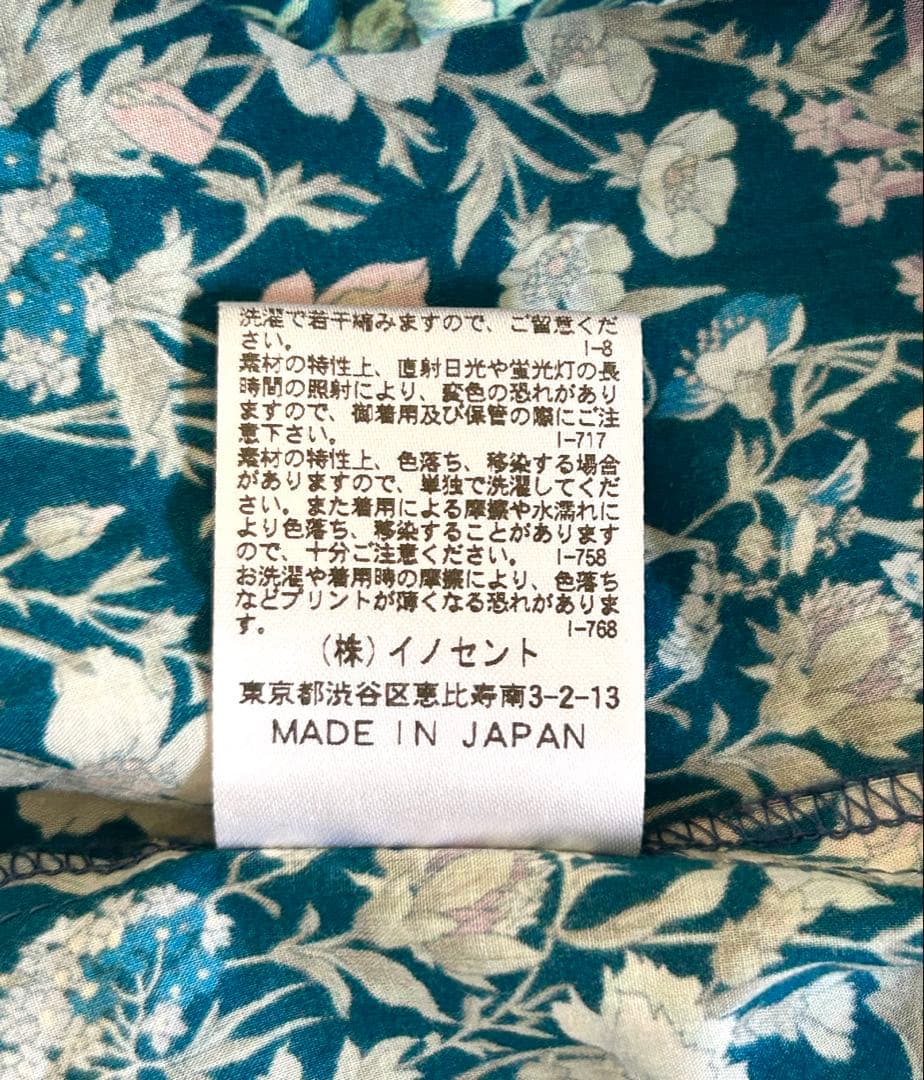 洗濯で若干縮みますので、ご留意くだ
さい。 I-8
素材の特性上、直射日光や蛍光灯の長
時間の照射により、変色の恐れがあり
ますので、御着用及び保管の際にご注
意下さい。 I-717
素材の特性上、色落ち、移染する場合
がありますので、単独で洗濯してくだ
さい。また着用による摩擦や水濡れに
より色落ち、移染することがあります
ので、十分ご注意ください。 I-758
お洗濯や着用時の摩擦により、色落ち
などプリントが薄くなる恐れがありま
す。 I-768
(株)イノセント
東京都渋谷区恵比寿南3-2-13
MADE IN JAPAN